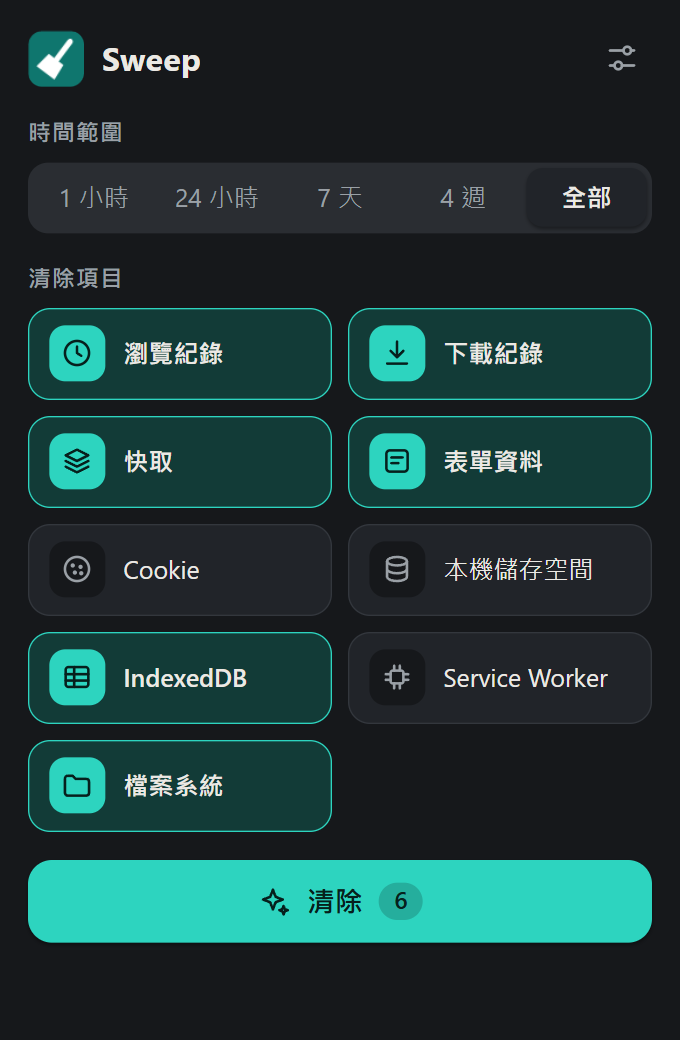 Sweep
時間範圍
1 小時 24 小時 7 天 4 週 全部
清除項目
瀏覽紀錄 下載紀錄
快取 表單資料
Cookie 本機儲存空間
IndexedDB Service Worker
檔案系統
清除 6